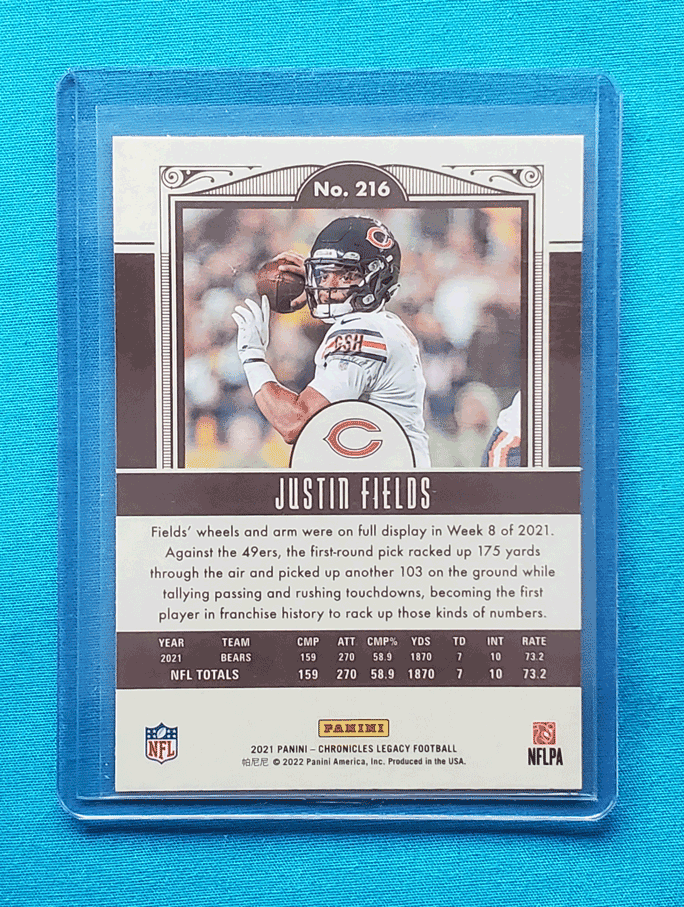 No. 216
C
GSH
C
JUSTIN FIELDS
Fields’ wheels and arm were on full display in Week 8 of 2021.
Against the 49ers, the first-round pick racked up 175 yards
through the air and picked up another 103 on the ground while
tallying passing and rushing touchdowns, becoming the first
player in franchise history to rack up those kinds of numbers.
YEAR TEAM CMP ATT CMP% YDS TD INT RATE
2021 BEARS 159 270 58.9 1870 7 10 73.2
NFL TOTALS 159 270 58.9 1870 7 10 73.2
NFL
PANINI
2021 PANINI – CHRONICLES LEGACY FOOTBALL
帕尼尼 © 2022 Panini America, Inc. Produced in the USA.
NFLPA